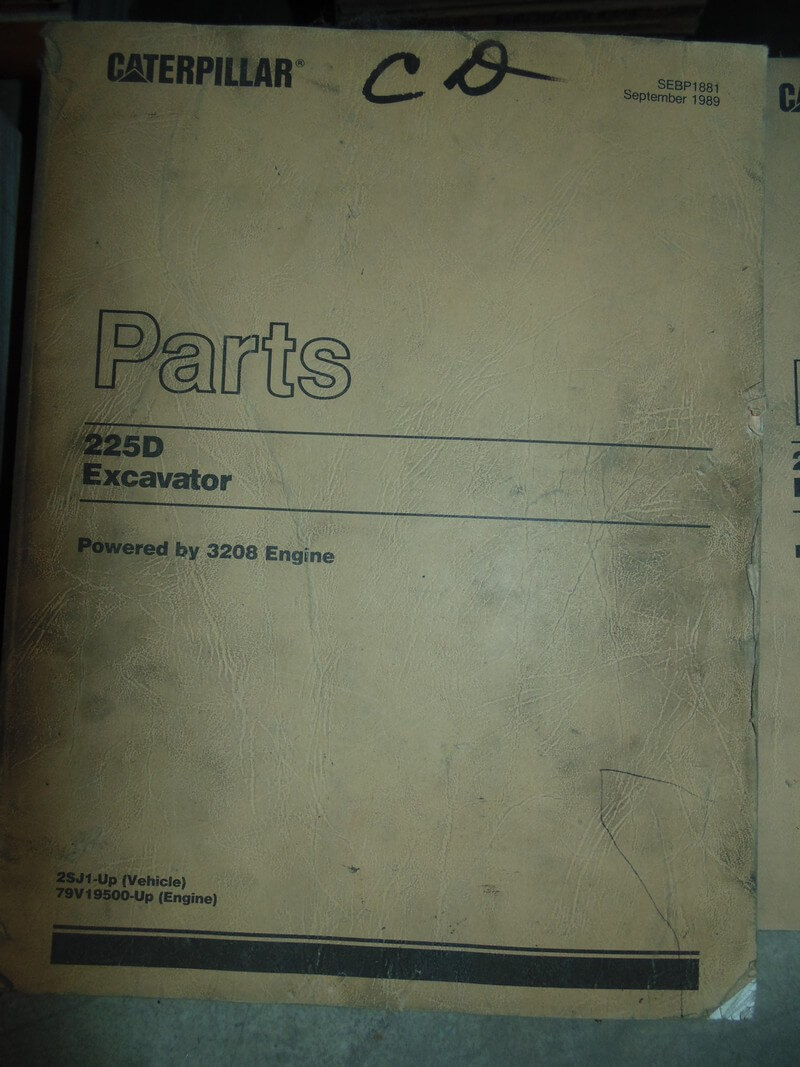 CATERPILLAR®
C D
SEBP1881
September 1989
Parts
225D
Excavator
Powered by 3208 Engine
2SJ1-Up (Vehicle)
79V19500-Up (Engine)